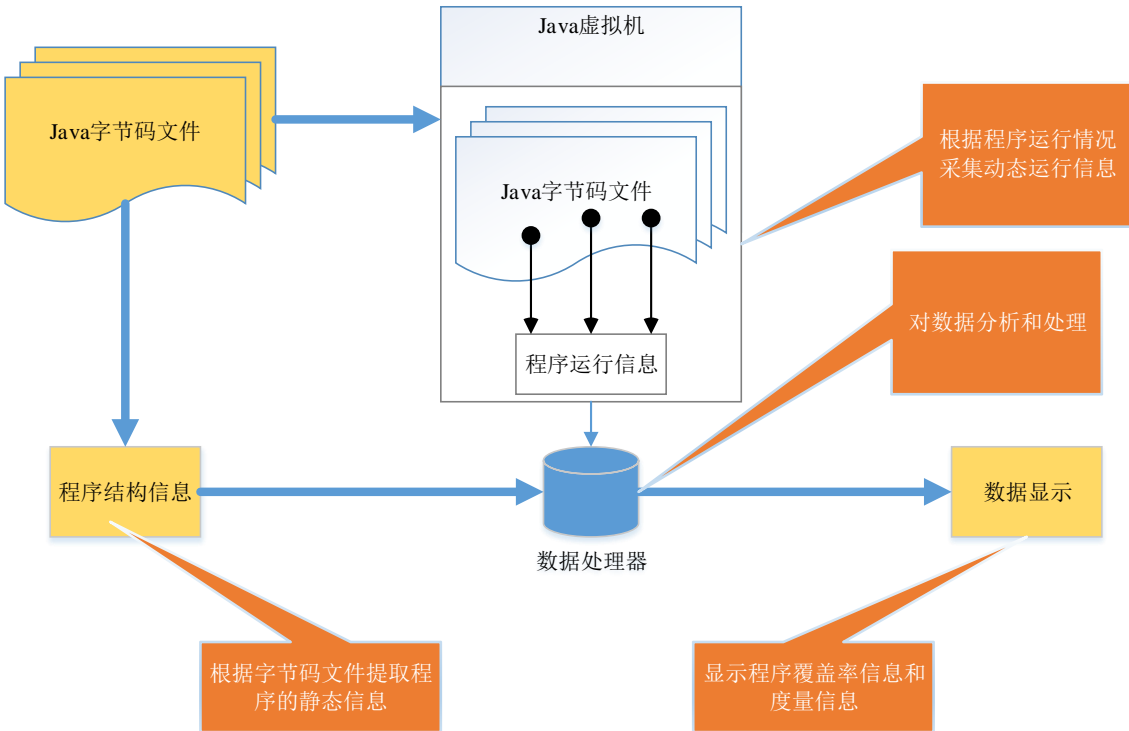 Java虚拟机
Java字节码文件
Java字节码文件
根据程序运行情况
采集动态运行信息
程序运行信息
对数据分析和处理
程序结构信息
数据处理器
数据显示
根据字节码文件提取程
序的静态信息
显示程序覆盖率信息和
度量信息